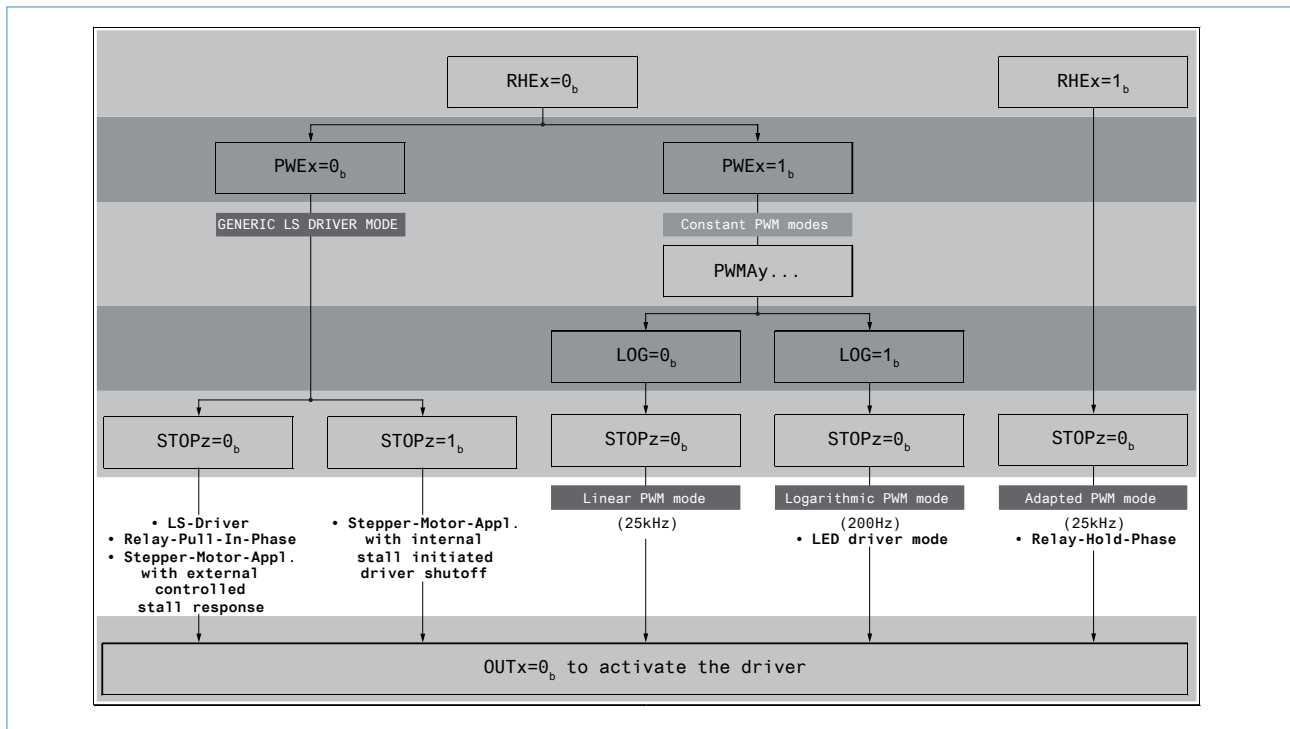 RHEx=0b
RHEx=1b
PWEx=0b
PWEx=1b
GENERIC LS DRIVER MODE
Constant PWM modes
PWMAy...
LOG=0b
LOG=1b
STOPz=0b
STOPz=1b
STOPz=0b
STOPz=0b
STOPz=0b
Linear PWM mode
(25kHz)
Logarithmic PWM mode
(200Hz)
• LED driver mode
Adapted PWM mode
(25kHz)
• Relay-Hold-Phase
• LS-Driver
• Relay-Pull-In-Phase
• Stepper-Motor-Appl.
with external
controlled
stall response
• Stepper-Motor-Appl.
with internal
stall initiated
driver shutoff
OUTx=0b to activate the driver